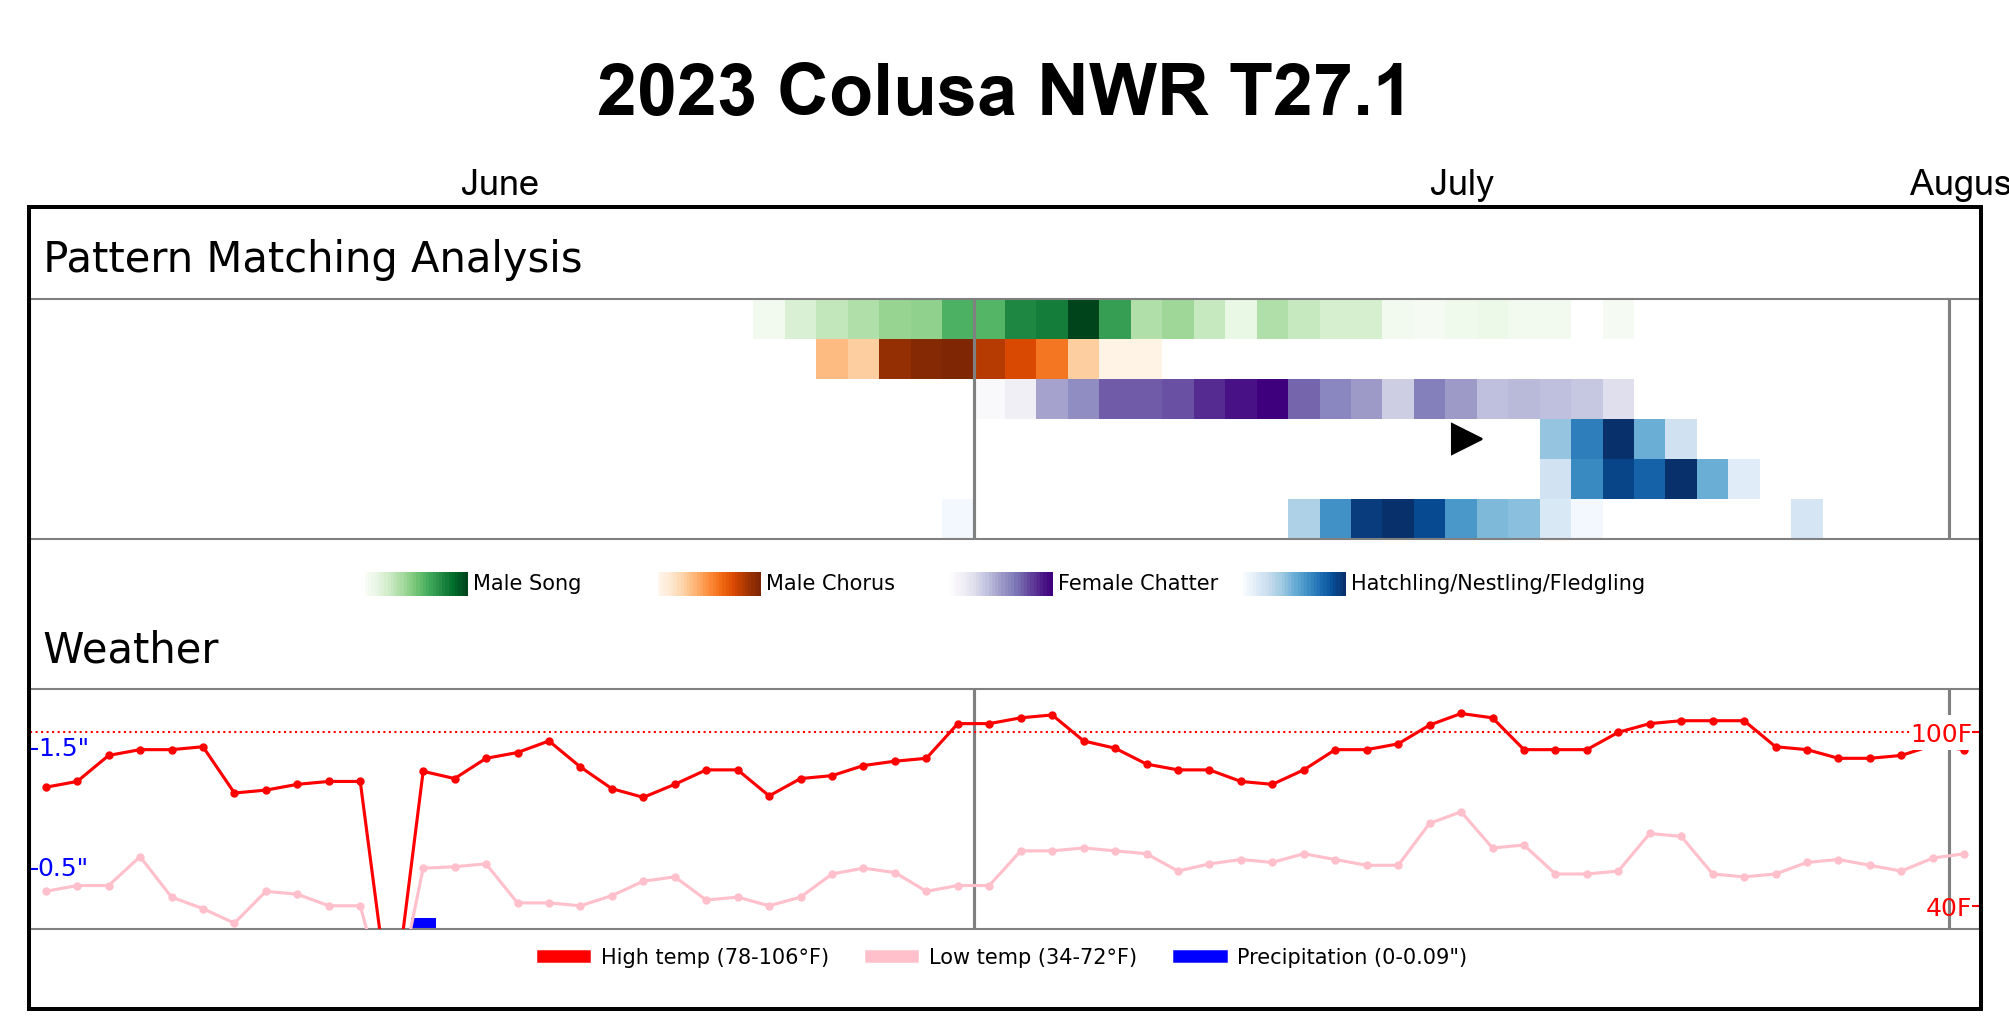 2023 Colusa NWR T27.1
June July Augus
Pattern Matching Analysis
Male Song Male Chorus Female Chatter Hatchling/Nestling/Fledgling
Weather
1.5" 100F
0.5" 40F
High temp (78-106°F) Low temp (34-72°F) Precipitation (0-0.09")